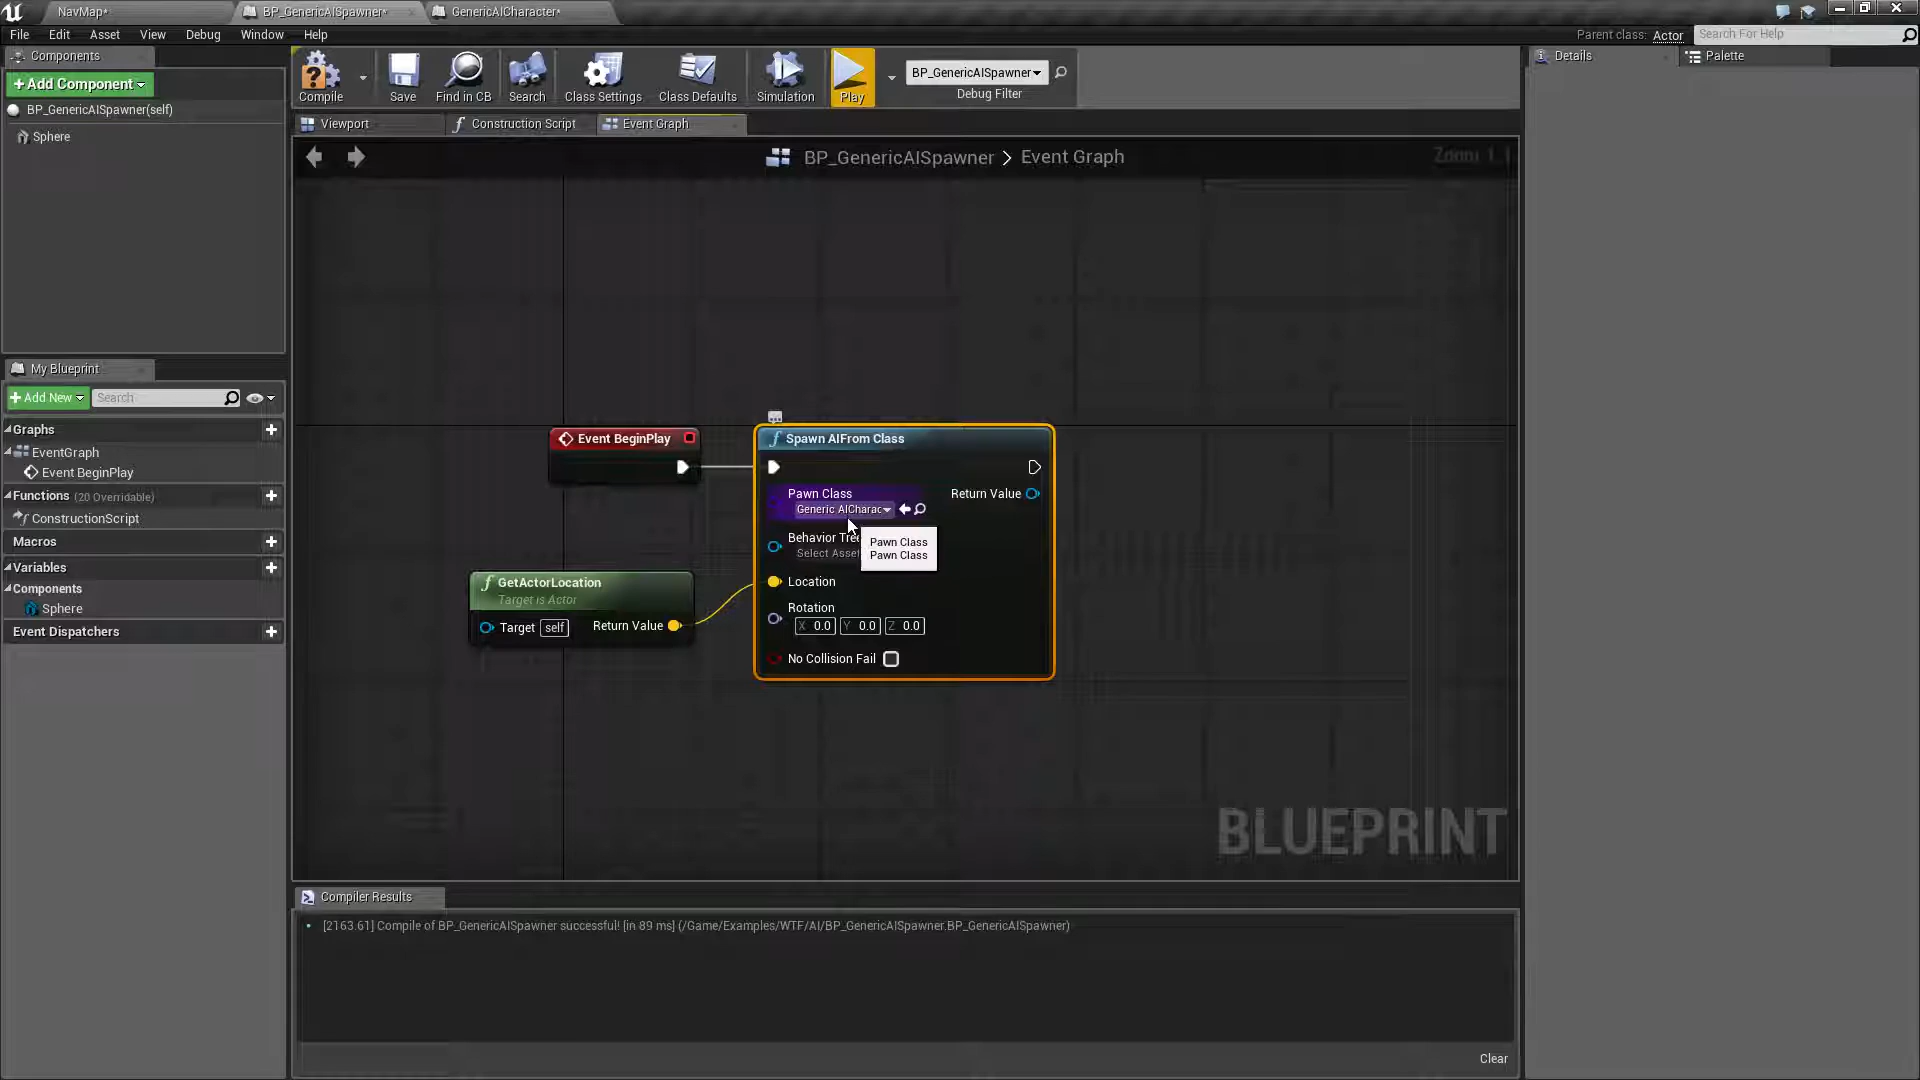 NavMap*
BP_GenericAISpawner*
GenericAICharacter*
File Edit Asset View Debug Window Help
Parent class: Actor
Search For Help
Components
+Add Component
BP_GenericAISpawner(self)
Sphere
Compile
Save
Find in CB
Search
Class Settings
Class Defaults
Simulation
Play
BP_GenericAISpawner
Debug Filter
Details
Palette
Viewport
Construction Script
Event Graph
BP_GenericAISpawner > Event Graph
Zoom 1:1
My Blueprint
+Add New
Search
Graphs
EventGraph
Event BeginPlay
Functions (20 Overridable)
ConstructionScript
Macros
Variables
Components
Sphere
Event Dispatchers
Event BeginPlay
Spawn AIFrom Class
Pawn Class
Generic AICharac
Return Value
Behavior Tree
Select Asse
Pawn Class
Pawn Class
Location
Rotation
X 0.0 Y 0.0 Z 0.0
No Collision Fail
GetActorLocation
Target is Actor
Target self
Return Value
BLUEPRINT
Compiler Results
[2163.61] Compile of BP_GenericAISpawner successful! [in 89 ms] (/Game/Examples/WTF/AI/BP_GenericAISpawner.BP_GenericAISpawner)
Clear